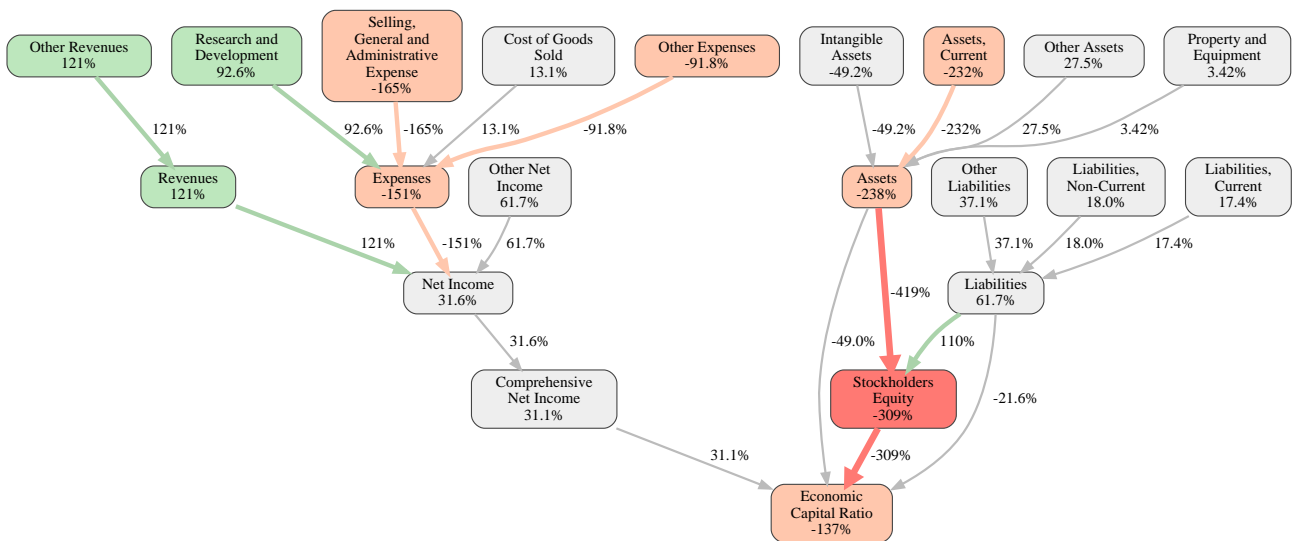 Other Revenues
121%
Research and
Development
92.6%
Selling,
General and
Administrative
Expense
-165%
Cost of Goods
Sold
13.1%
Other Expenses
-91.8%
Intangible
Assets
-49.2%
Assets,
Current
-232%
Other Assets
27.5%
Property and
Equipment
3.42%
121%
92.6%
-165%
13.1%
-91.8%
-49.2%
-232%
27.5%
3.42%
Revenues
121%
Expenses
-151%
Other Net
Income
61.7%
Assets
-238%
Other
Liabilities
37.1%
Liabilities,
Non-Current
18.0%
Liabilities,
Current
17.4%
121%
-151%
61.7%
37.1%
18.0%
17.4%
Net Income
31.6%
-419%
Liabilities
61.7%
31.6%
-49.0%
110%
Comprehensive
Net Income
31.1%
Stockholders
Equity
-309%
-21.6%
31.1%
-309%
Economic
Capital Ratio
-137%